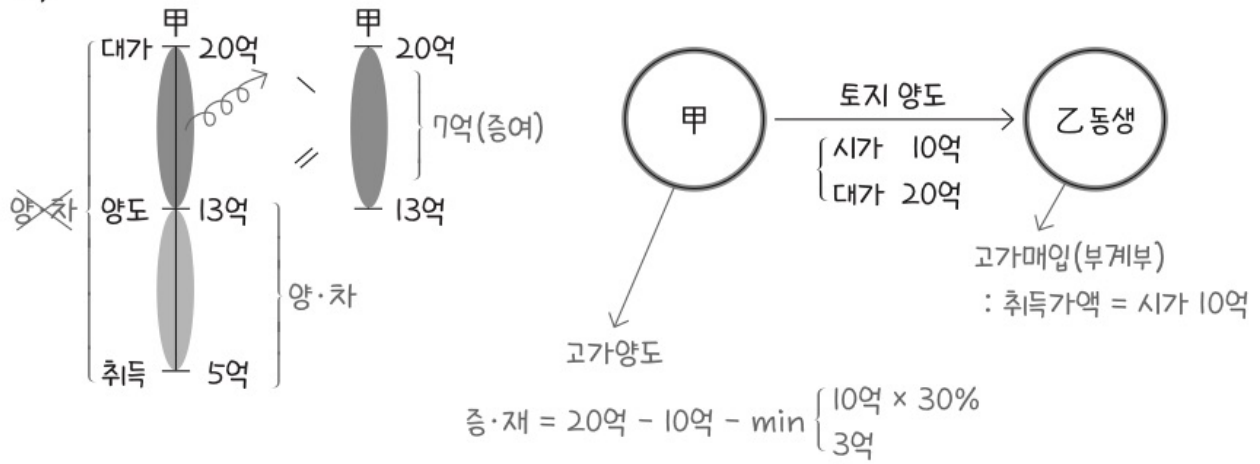 甲
대가 20억
양도 13억
취득 5억
양·차
양·차
甲
20억
7억(증여)
13억
甲
토지 양도
시가 10억
대가 20억
乙동생
고가매입(부계부)
: 취득가액 = 시가 10억
고가양도
증·재 = 20억 - 10억 - min
10억 × 30%
3억